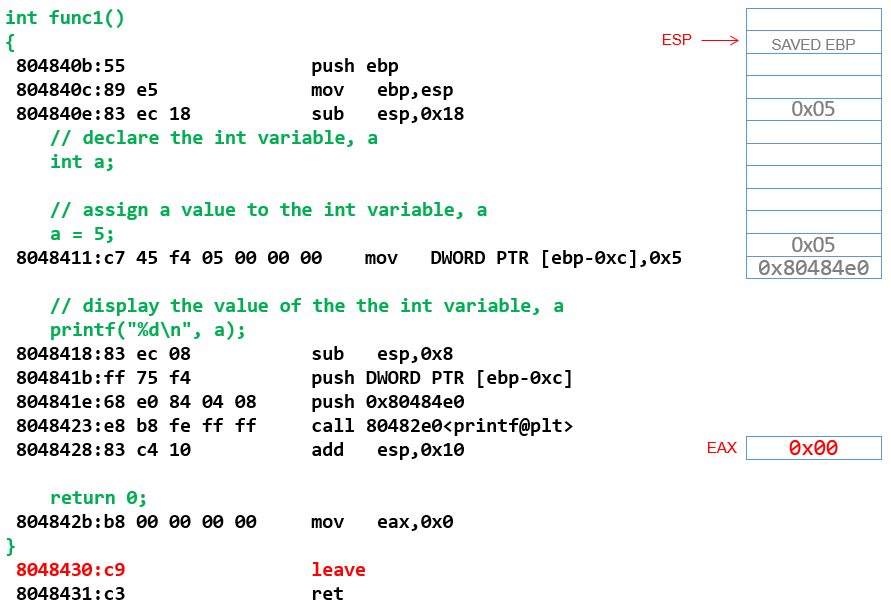 int func1()
{
804840b:55 push ebp
804840c:89 e5 mov ebp,esp
804840e:83 ec 18 sub esp,0x18
// declare the int variable, a
int a;
// assign a value to the int variable, a
a = 5;
8048411:c7 45 f4 05 00 00 00 mov DWORD PTR [ebp-0xc],0x5
// display the value of the the int variable, a
printf("%d\n", a);
8048418:83 ec 08 sub esp,0x8
804841b:ff 75 f4 push DWORD PTR [ebp-0xc]
804841e:68 e0 84 04 08 push 0x80484e0
8048423:e8 b8 fe ff ff call 80482e0<printf@plt>
8048428:83 c4 10 add esp,0x10
return 0;
804842b:b8 00 00 00 00 mov eax,0x0
}
8048430:c9 leave
8048431:c3 ret
ESP
SAVED EBP
0x05
0x05
0x80484e0
EAX 0x00